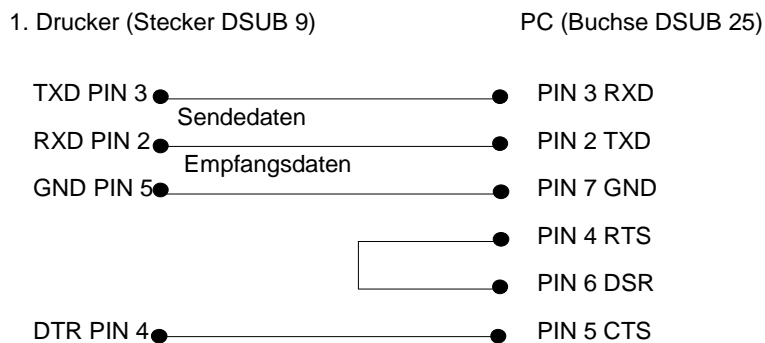 1. Drucker (Stecker DSUB 9) PC (Buchse DSUB 25)
TXD PIN 3 PIN 3 RXD
Sendedaten
RXD PIN 2 PIN 2 TXD
Empfangsdaten
GND PIN 5 PIN 7 GND
PIN 4 RTS
PIN 6 DSR
DTR PIN 4 PIN 5 CTS